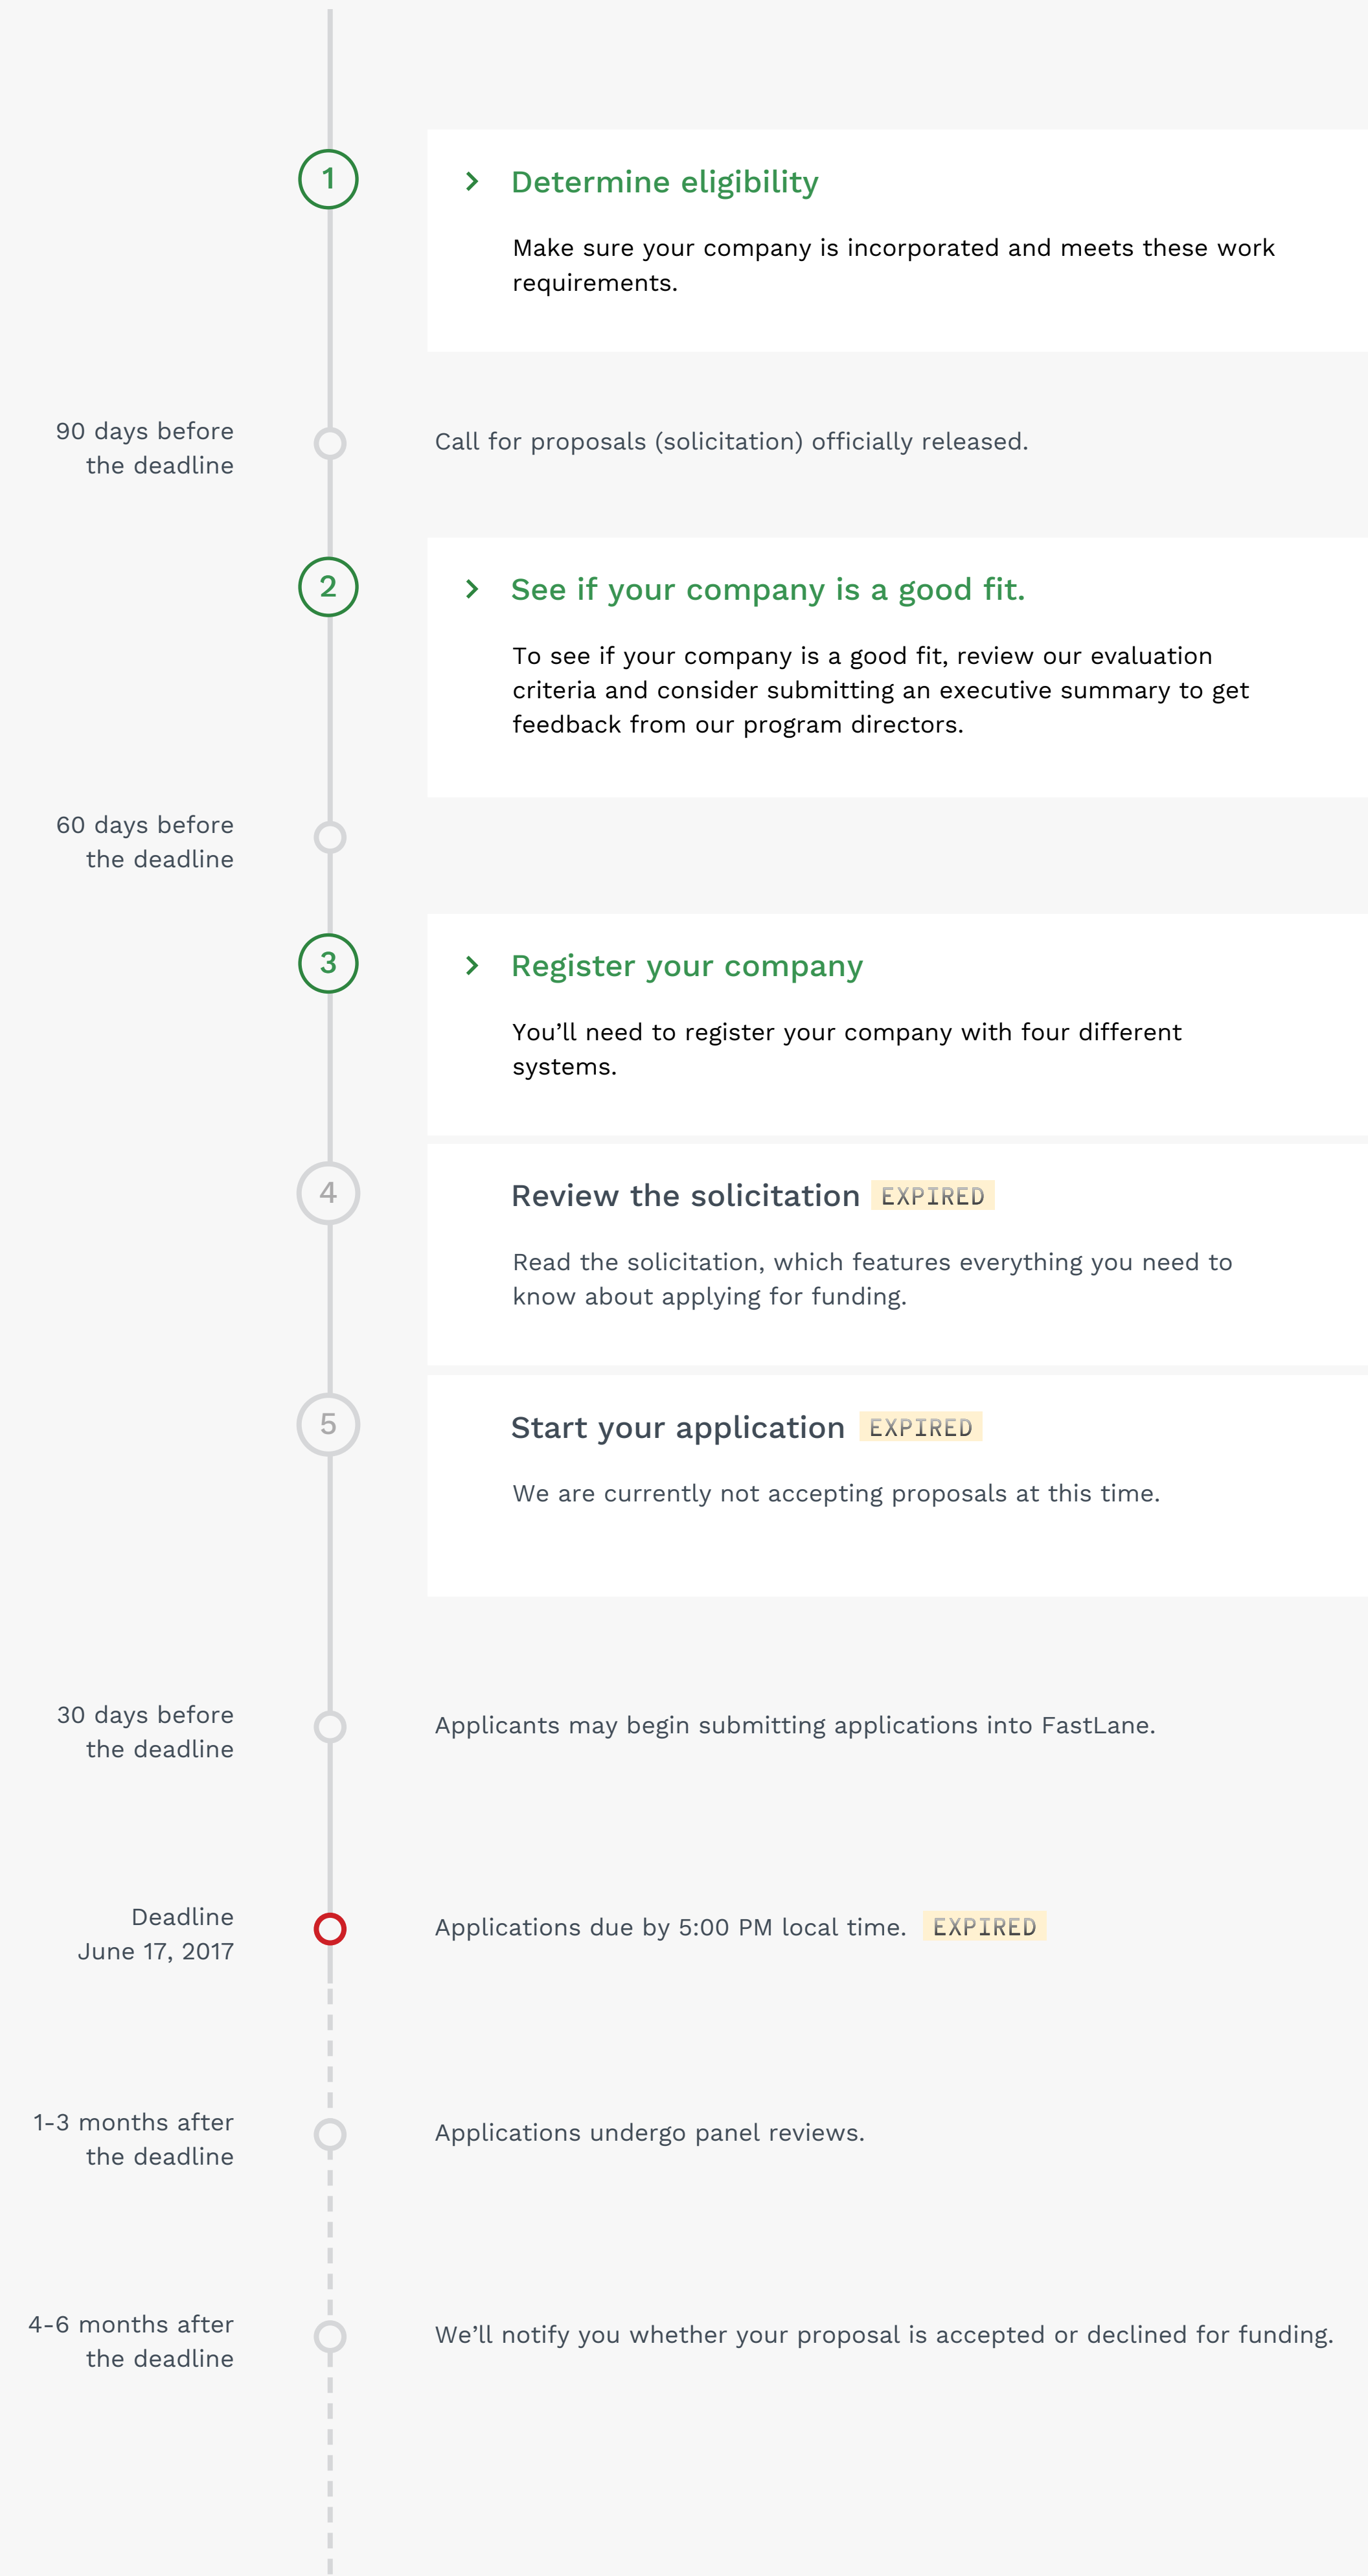 1
Determine eligibility
Make sure your company is incorporated and meets these work
requirements.
90 days before
the deadline
Call for proposals (solicitation) officially released.
2
See if your company is a good fit.
To see if your company is a good fit, review our evaluation
criteria and consider submitting an executive summary to get
feedback from our program directors.
60 days before
the deadline
3
Register your company
You’ll need to register your company with four different
systems.
4
Review the solicitation EXPIRED
Read the solicitation, which features everything you need to
know about applying for funding.
5
Start your application EXPIRED
We are currently not accepting proposals at this time.
30 days before
the deadline
Applicants may begin submitting applications into FastLane.
Deadline
June 17, 2017
Applications due by 5:00 PM local time. EXPIRED
1-3 months after
the deadline
Applications undergo panel reviews.
4-6 months after
the deadline
We’ll notify you whether your proposal is accepted or declined for funding.